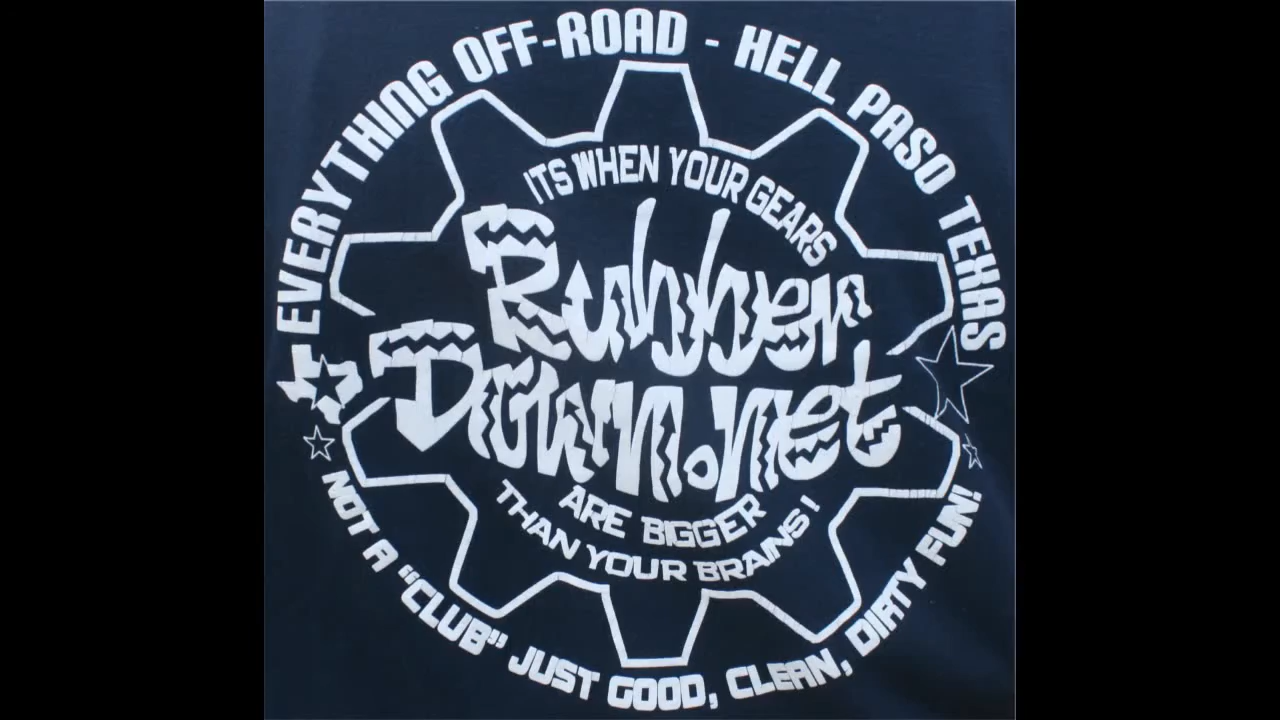 EVERYTHING OFF-ROAD - HELL PASO TEXAS
ITS WHEN YOUR GEARS
Rubber
Down.net
ARE BIGGER
THAN YOUR BRAINS!
NOT A "CLUB" JUST GOOD, CLEAN, DIRTY FUN!